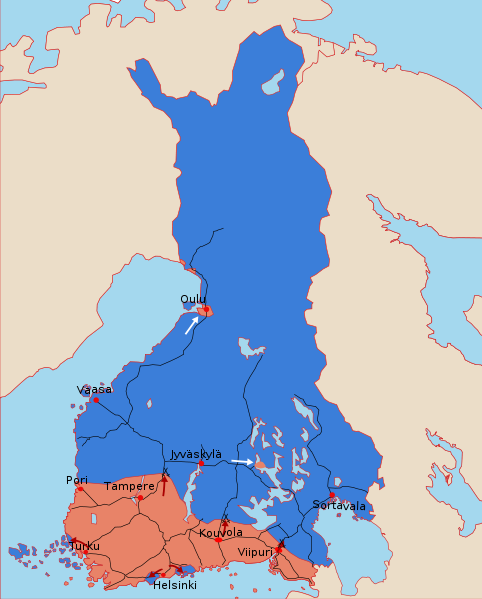 Oulu
Vaasa
Jyväskylä
Pori
Tampere
X
Sortavala
X
Kouvola
Turku
Viipuri
X
Helsinki